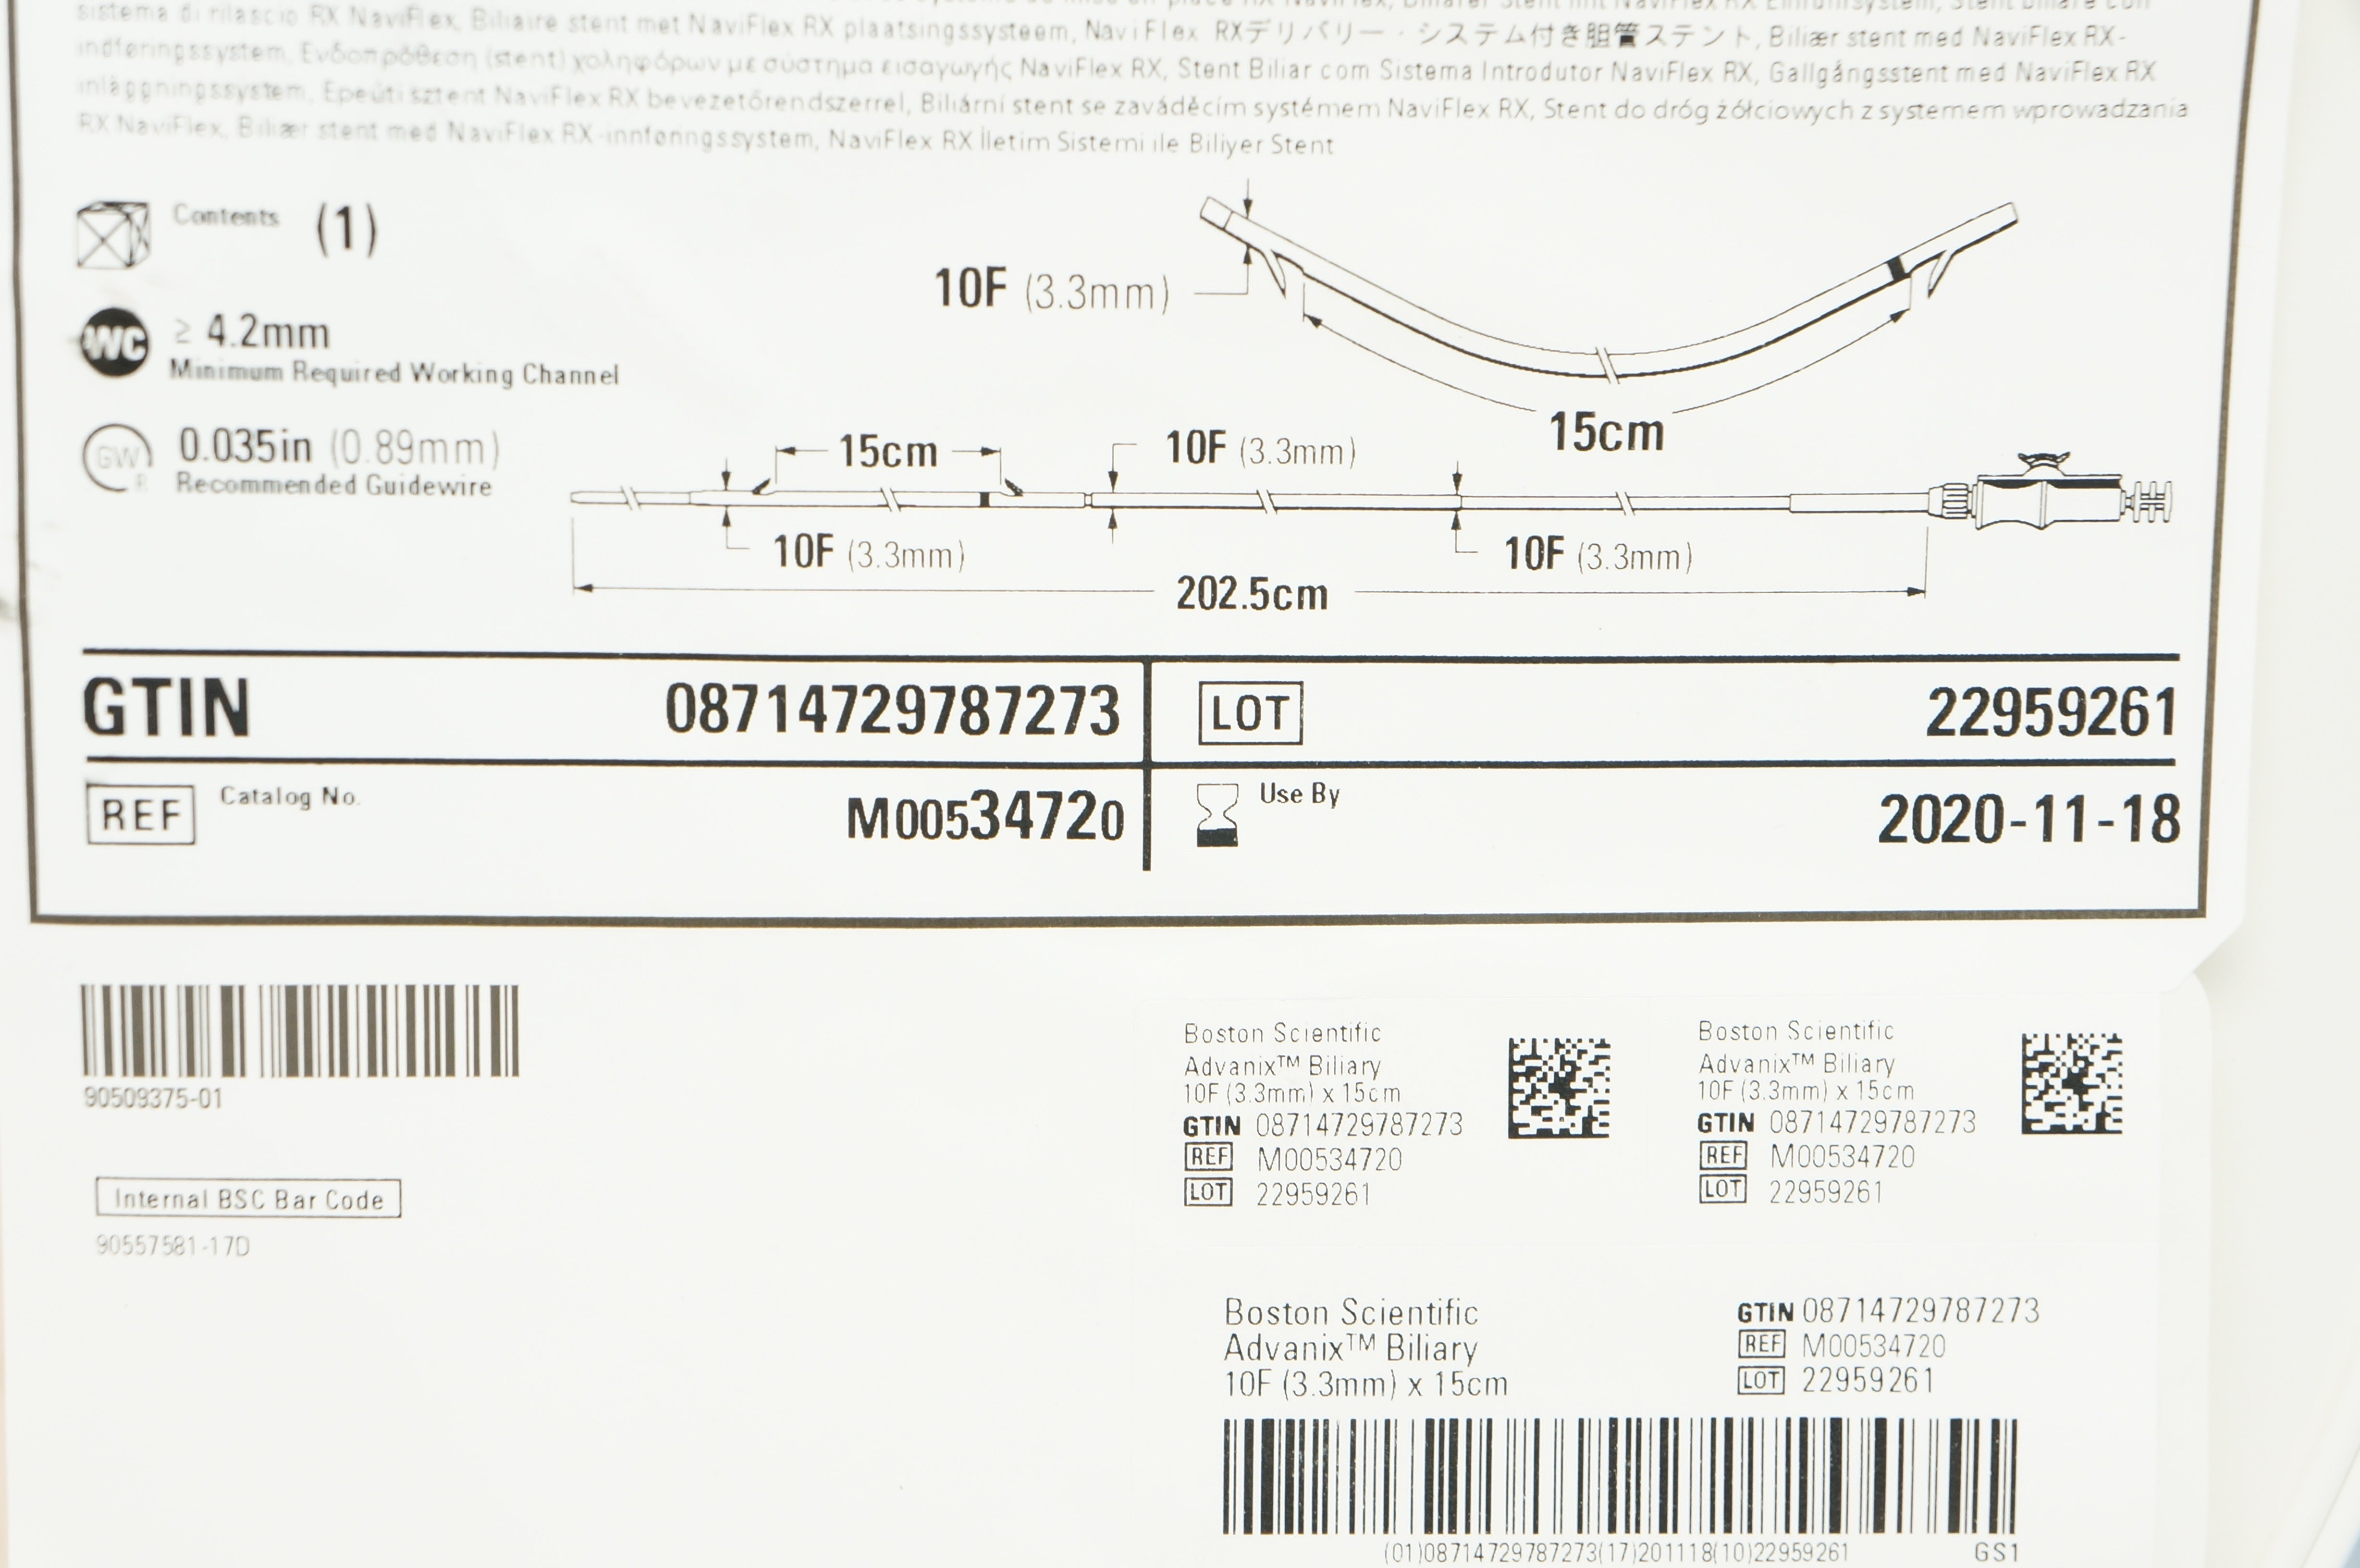 sistema di rilascio RX NaviFlex, Biliaire stent met NaviFlex RX plaatsingssysteem, NaviFlex RXデリバリー・システム付き胆管ステント, Biliær stent med NaviFlex RX-
indføringssystem, Ενδοπρόθεση (stent) χοληφόρων με σύστημα εισαγωγής NaviFlex RX, Stent Biliar com Sistema Introdutor NaviFlex RX, Gallgångsstent med NaviFlex RX
inläggningssystem, Epeúti sztent NaviFlex RX bevezetőrendszerrel, Biliární stent se zaváděcím systémem NaviFlex RX, Stent do dróg żółciowych z systemem wprowadzania
RX NaviFlex, Biliær stent med NaviFlex RX-innføringssystem, NaviFlex RX İletim Sistemi ile Biliyer Stent
Contents (1)
10F (3.3mm)
WC ≥ 4.2mm
Minimum Required Working Channel
15cm
GW R 0.035in (0.89mm)
Recommended Guidewire
15cm 10F (3.3mm)
10F (3.3mm) 10F (3.3mm)
202.5cm
GTIN 08714729787273 LOT 22959261
REF Catalog No. M00534720 Use By 2020-11-18
90509375-01
Internal BSC Bar Code
90557581-17D
Boston Scientific
Advanix™ Biliary
10F (3.3mm) x 15cm
GTIN 08714729787273
REF M00534720
LOT 22959261
Boston Scientific
Advanix™ Biliary
10F (3.3mm) x 15cm
GTIN 08714729787273
REF M00534720
LOT 22959261
Boston Scientific
Advanix™ Biliary
10F (3.3mm) x 15cm
GTIN 08714729787273
REF M00534720
LOT 22959261
(01)08714729787273(17)201118(10)22959261 GS1